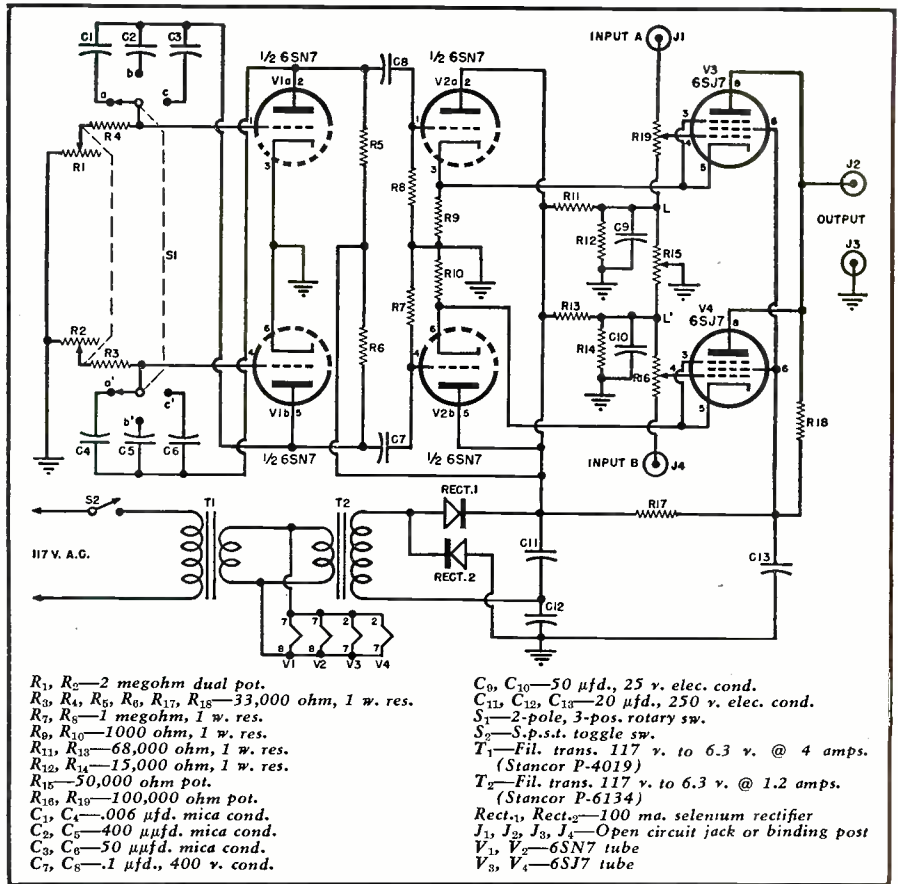 C1 C2 C3
a b c
R4
R1
S1
R2
R3
a' b' c'
C4 C5 C6
1/2 6SN7
V1a 2
1
3
6
4
V1b 5
1/2 6SN7
R5
R6
C8
C7
R8
R7
1/2 6SN7
V2a 2
1
3
R9
R10
6
4
V2b 5
1/2 6SN7
INPUT A J1
R19
R11
R12
C9
L
R15
R13
R14
C10
L'
R16
INPUT B J4
V3
6SJ7
8
3
4
6
5
V4
6SJ7
8
3
4
6
5
J2
OUTPUT
J3
R18
R17
S2
117 V. A.C.
T1
T2
RECT.1
RECT.2
C11
C12
C13
7 7 2 2
8 8 7 7
V1 V2 V3 V4
R1, R2—2 megohm dual pot.
R3, R4, R5, R6, R17, R18—33,000 ohm, 1 w. res.
R7, R8—1 megohm, 1 w. res.
R9, R10—1000 ohm, 1 w. res.
R11, R13—68,000 ohm, 1 w. res.
R12, R14—15,000 ohm, 1 w. res.
R15—50,000 ohm pot.
R16, R19—100,000 ohm pot.
C1, C4—.006 μfd. mica cond.
C2, C5—400 μμfd. mica cond.
C3, C6—50 μμfd. mica cond.
C7, C8—.1 μfd., 400 v. cond.
C9, C10—50 μfd., 25 v. elec. cond.
C11, C12, C13—20 μfd., 250 v. elec. cond.
S1—2-pole, 3-pos. rotary sw.
S2—S.p.s.t. toggle sw.
T1—Fil. trans. 117 v. to 6.3 v. @ 4 amps.
(Stancor P-4019)
T2—Fil. trans. 117 v. to 6.3 v. @ 1.2 amps.
(Stancor P-6134)
Rect.1, Rect.2—100 ma. selenium rectifier
J1, J2, J3, J4—Open circuit jack or binding post
V1, V2—6SN7 tube
V3, V4—6SJ7 tube